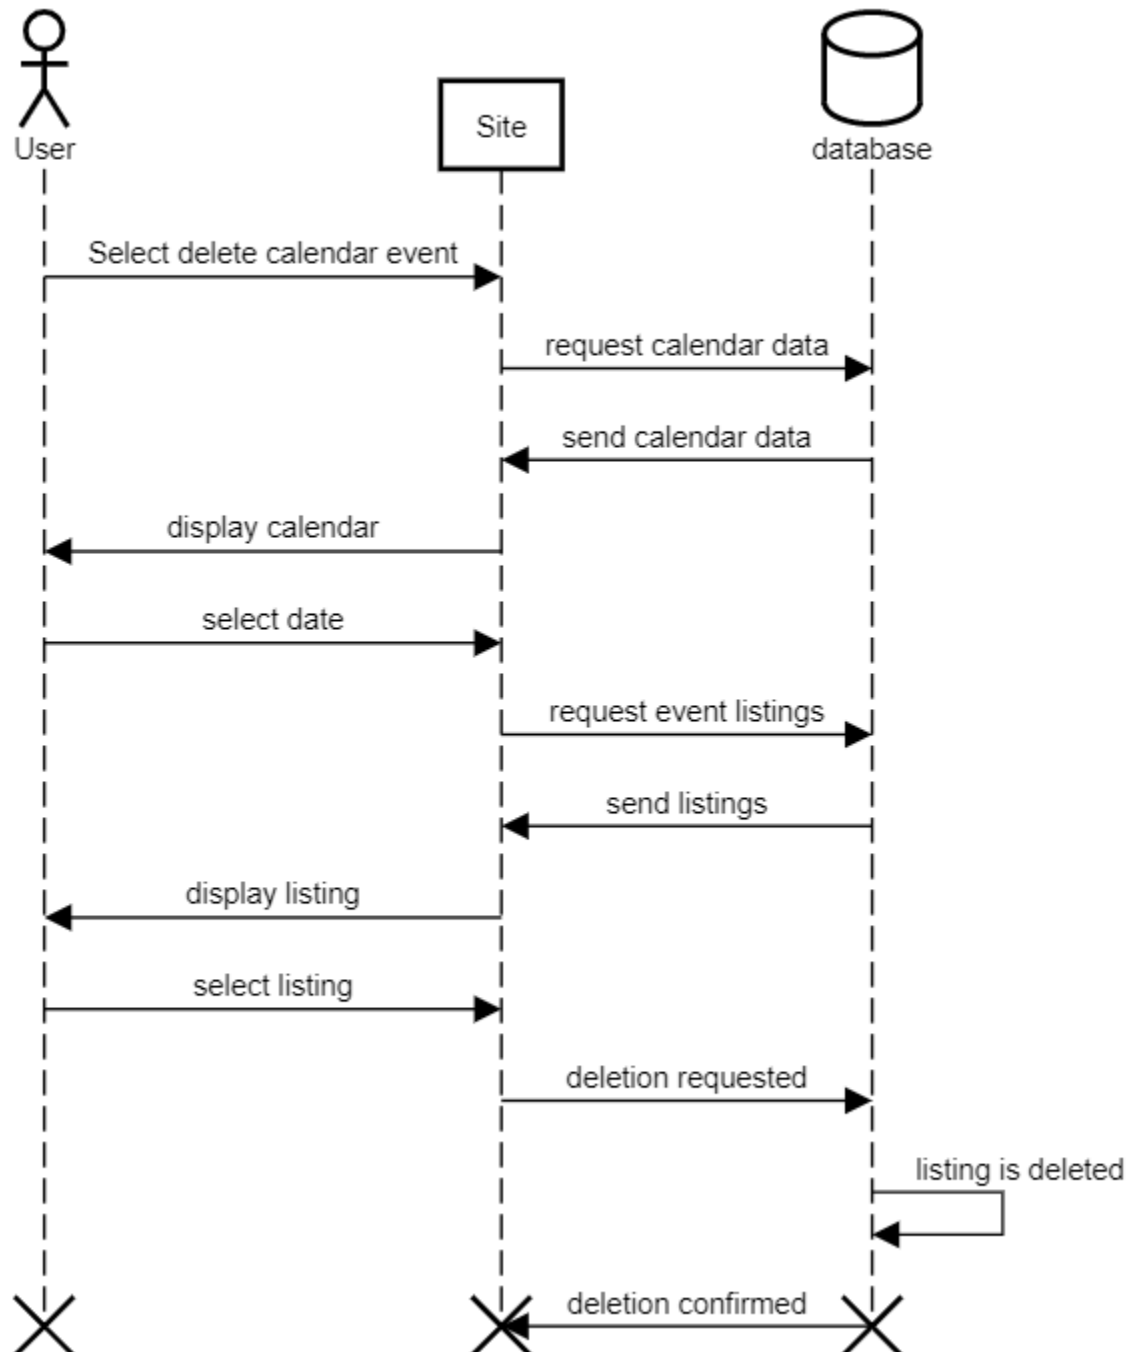 User
Site
database
Select delete calendar event
request calendar data
send calendar data
display calendar
select date
request event listings
send listings
display listing
select listing
deletion requested
listing is deleted
deletion confirmed